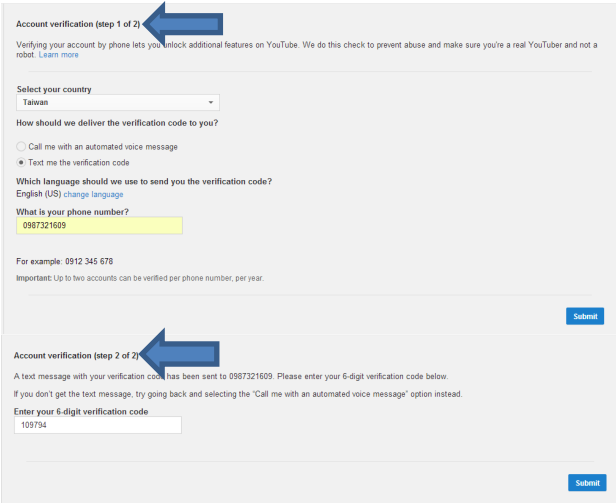 Account verification (step 1 of 2)
Verifying your account by phone lets you unlock additional features on YouTube. We do this check to prevent abuse and make sure you're a real YouTuber and not a
robot. Learn more
Select your country
Taiwan
How should we deliver the verification code to you?
Call me with an automated voice message
Text me the verification code
Which language should we use to send you the verification code?
English (US) change language
What is your phone number?
0987321609
For example: 0912 345 678
Important: Up to two accounts can be verified per phone number, per year.
Submit
Account verification (step 2 of 2)
A text message with your verification code has been sent to 0987321609. Please enter your 6-digit verification code below.
If you don't get the text message, try going back and selecting the "Call me with an automated voice message" option instead.
Enter your 6-digit verification code
109794
Submit